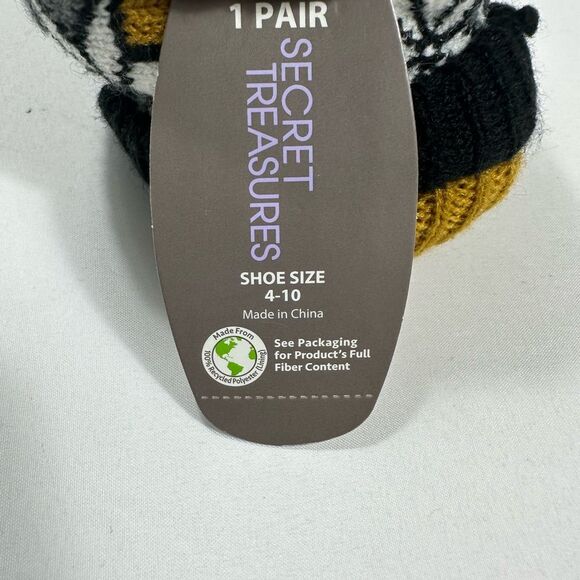 1 PAIR
SECRET
TREASURES
SHOE SIZE
4-10
Made in China
Made From
100% Recycled Polyester (Lining)
See Packaging
for Product's Full
Fiber Content